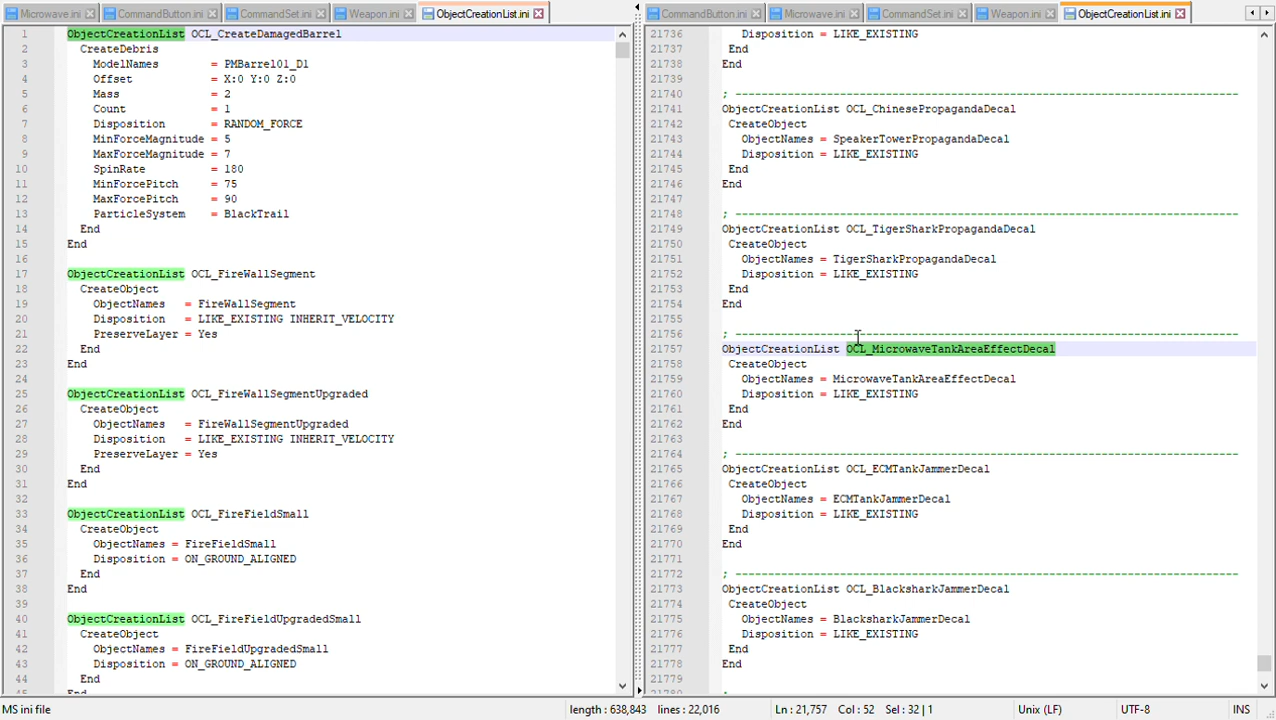 Microwave.ini CommandButton.ini CommandSet.ini Weapon.ini ObjectCreationList.ini
1 ObjectCreationList OCL_CreateDamagedBarrel
2 CreateDebris
3 ModelNames = PMBarrel01_D1
4 Offset = X:0 Y:0 Z:0
5 Mass = 2
6 Count = 1
7 Disposition = RANDOM_FORCE
8 MinForceMagnitude = 5
9 MaxForceMagnitude = 7
10 SpinRate = 180
11 MinForcePitch = 75
12 MaxForcePitch = 90
13 ParticleSystem = BlackTrail
14 End
15 End
16
17 ObjectCreationList OCL_FireWallSegment
18 CreateObject
19 ObjectNames = FireWallSegment
20 Disposition = LIKE_EXISTING INHERIT_VELOCITY
21 PreserveLayer = Yes
22 End
23 End
24
25 ObjectCreationList OCL_FireWallSegmentUpgraded
26 CreateObject
27 ObjectNames = FireWallSegmentUpgraded
28 Disposition = LIKE_EXISTING INHERIT_VELOCITY
29 PreserveLayer = Yes
30 End
31 End
32
33 ObjectCreationList OCL_FireFieldSmall
34 CreateObject
35 ObjectNames = FireFieldSmall
36 Disposition = ON_GROUND_ALIGNED
37 End
38 End
39
40 ObjectCreationList OCL_FireFieldUpgradedSmall
41 CreateObject
42 ObjectNames = FireFieldUpgradedSmall
43 Disposition = ON_GROUND_ALIGNED
44 End
45 End
CommandButton.ini Microwave.ini CommandSet.ini Weapon.ini ObjectCreationList.ini
21736 Disposition = LIKE_EXISTING
21737 End
21738 End
21739
21740 ; -----------------------------------------------------------------------------
21741 ObjectCreationList OCL_ChinesePropagandaDecal
21742 CreateObject
21743 ObjectNames = SpeakerTowerPropagandaDecal
21744 Disposition = LIKE_EXISTING
21745 End
21746 End
21747
21748 ; -----------------------------------------------------------------------------
21749 ObjectCreationList OCL_TigerSharkPropagandaDecal
21750 CreateObject
21751 ObjectNames = TigerSharkPropagandaDecal
21752 Disposition = LIKE_EXISTING
21753 End
21754 End
21755
21756 ; -----------------------------------------------------------------------------
21757 ObjectCreationList OCL_MicrowaveTankAreaEffectDecal
21758 CreateObject
21759 ObjectNames = MicrowaveTankAreaEffectDecal
21760 Disposition = LIKE_EXISTING
21761 End
21762 End
21763
21764 ; -----------------------------------------------------------------------------
21765 ObjectCreationList OCL_ECMTankJammerDecal
21766 CreateObject
21767 ObjectNames = ECMTankJammerDecal
21768 Disposition = LIKE_EXISTING
21769 End
21770 End
21771
21772 ; -----------------------------------------------------------------------------
21773 ObjectCreationList OCL_BlacksharkJammerDecal
21774 CreateObject
21775 ObjectNames = BlacksharkJammerDecal
21776 Disposition = LIKE_EXISTING
21777 End
21778 End
21779
21780 ;
MS ini file length : 638,843 lines : 22,016 Ln : 21,757 Col : 52 Sel : 32 | 1 Unix (LF) UTF-8 INS